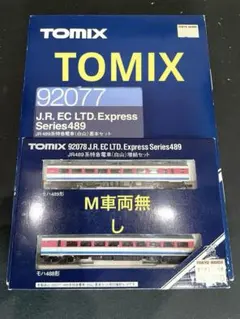 TOMIX
TOMIX
92077
J.R. EC LTD. Express
Series489
JR489系特急電車(白山)基本セット
TOMIX 92078 J.R. EC LTD. Express Series489
JR489系特急電車(白山)増結セット
モハ489形
M車両無
し
モハ488形